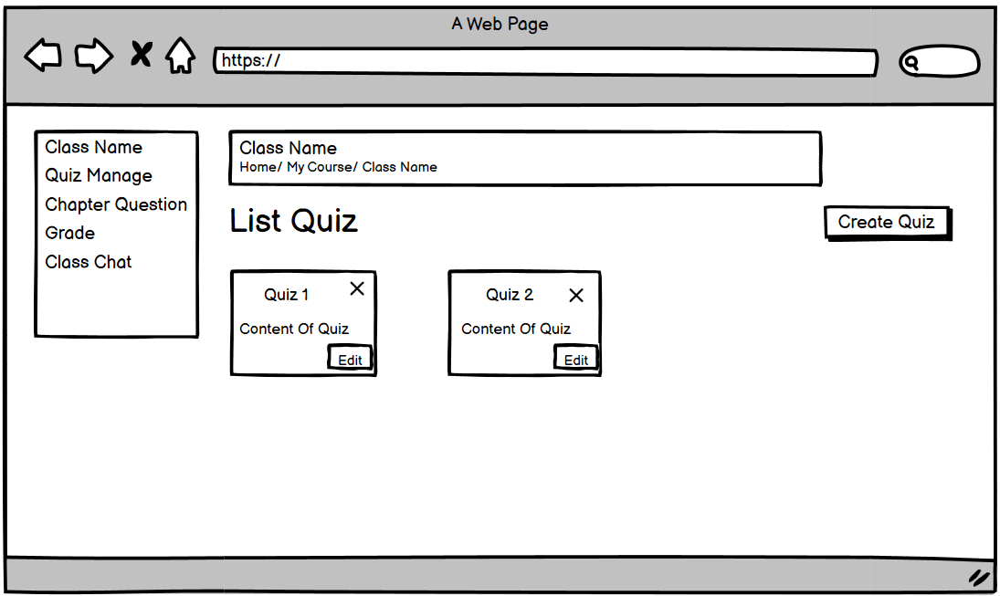 A Web Page
https://
Class Name
Quiz Manage
Chapter Question
Grade
Class Chat
Class Name
Home/ My Course/ Class Name
List Quiz
Create Quiz
Quiz 1
Content Of Quiz
Edit
Quiz 2
Content Of Quiz
Edit